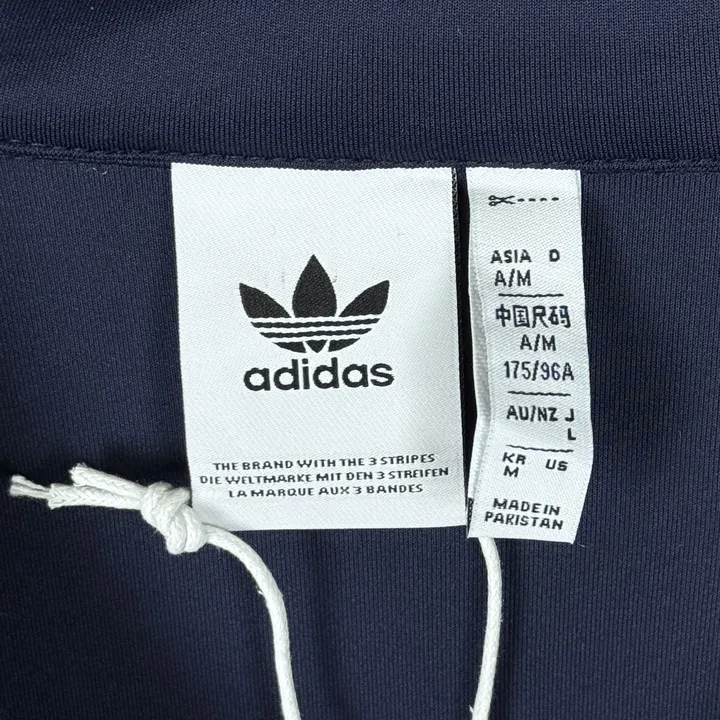 adidas
THE BRAND WITH THE 3 STRIPES
DIE WELTMARKE MIT DEN 3 STREIFEN
LA MARQUE AUX 3 BANDES
ASIA D
A/M
中国尺码
A/M
175/96A
AU/NZ J
L
KR US
M
MADE IN
PAKISTAN